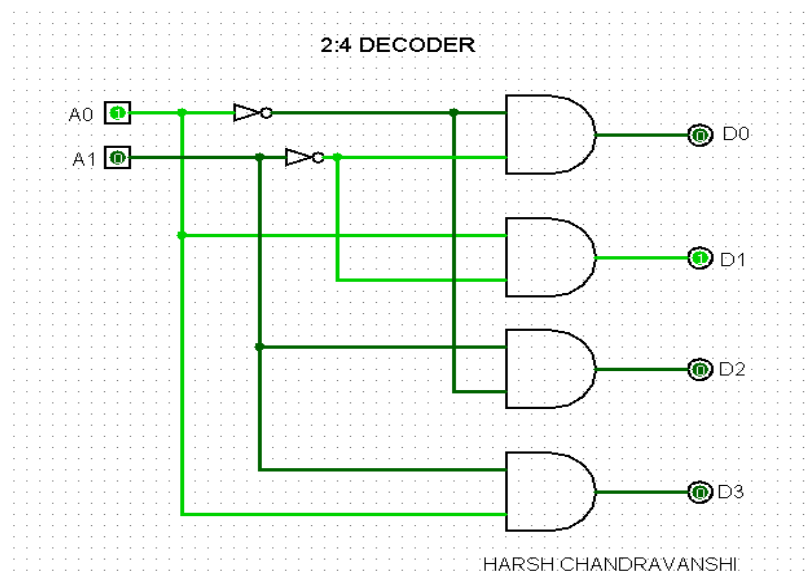 2:4 DECODER
A0 1
D0 0
A1 0
D1 1
D2 0
D3 0
HARSH CHANDRAVANSHI